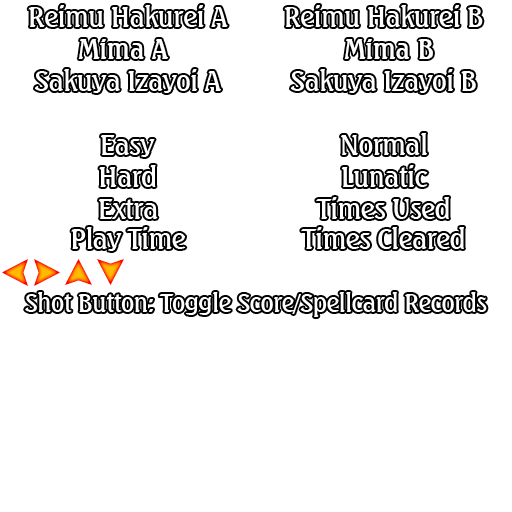 Reimu Hakurei A Reimu Hakurei B
Mima A Mima B
Sakuya Izayoi A Sakuya Izayoi B
Easy Normal
Hard Lunatic
Extra Times Used
Play Time Times Cleared
Shot Button: Toggle Score/Spellcard Records